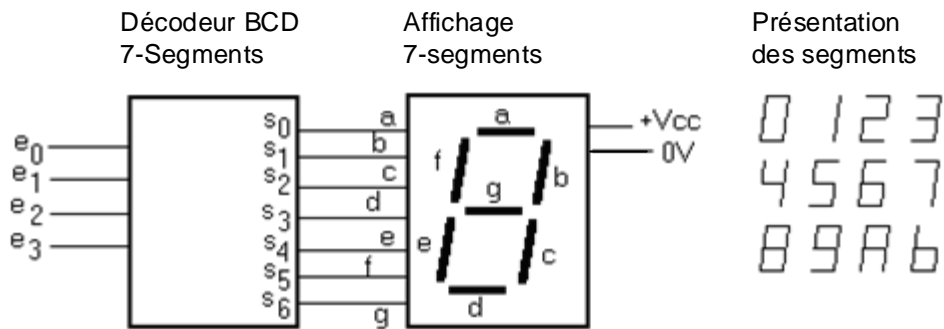 Décodeur BCD
7-Segments
Affichage
7-segments
Présentation
des segments
e0
e1
e2
e3
s0
s1
s2
s3
s4
s5
s6
a
b
c
d
e
f
g
a
f
b
g
e
c
d
+Vcc
0V
0 1 2 3
4 5 6 7
8 9 A b